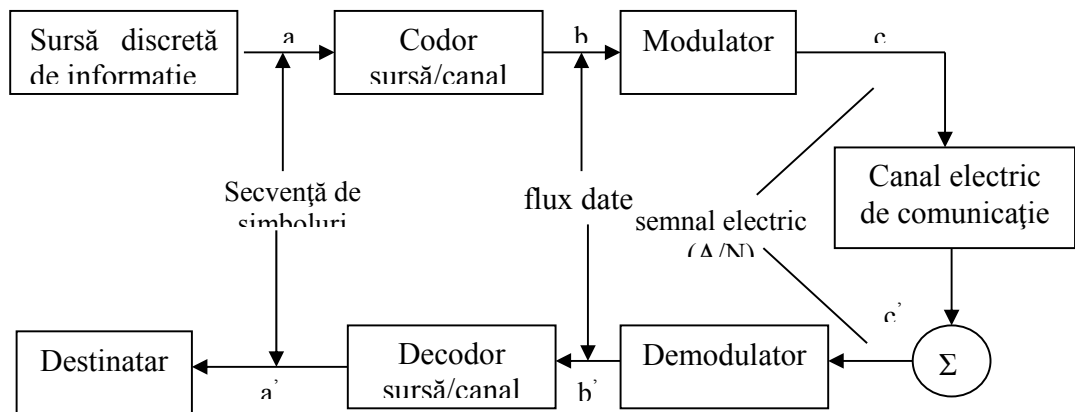 Sursă discretă
de informaţie
a
Codor
sursă/canal
b
Modulator
c
Secvenţă de
simboluri
flux date
semnal electric
(A/N)
Canal electric
de comunicaţie
Destinatar
a’
Decodor
sursă/canal
b’
Demodulator
c’
Σ